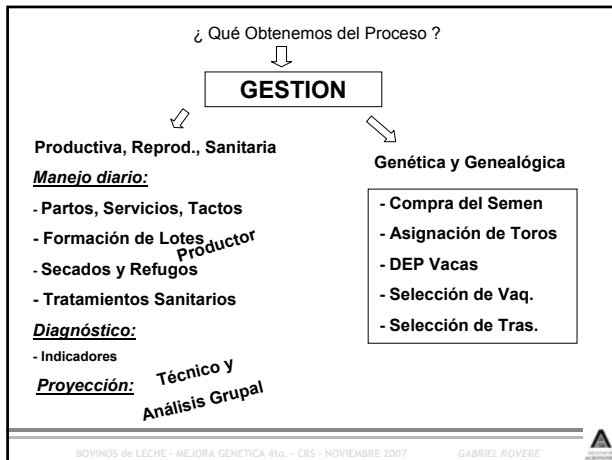 ¿ Qué Obtenemos del Proceso ?
GESTION
Productiva, Reprod., Sanitaria
Manejo diario:
- Partos, Servicios, Tactos
- Formación de Lotes
Productor
- Secados y Refugos
- Tratamientos Sanitarios
Diagnóstico:
- Indicadores
Proyección:
Técnico y
Análisis Grupal
Genética y Genealógica
- Compra del Semen
- Asignación de Toros
- DEP Vacas
- Selección de Vaq.
- Selección de Tras.
BOVINOS de LECHE - MEJORA GENETICA 4to. - CRS - NOVIEMBRE 2007
GABRIEL ROVERE
AGRONOMIA